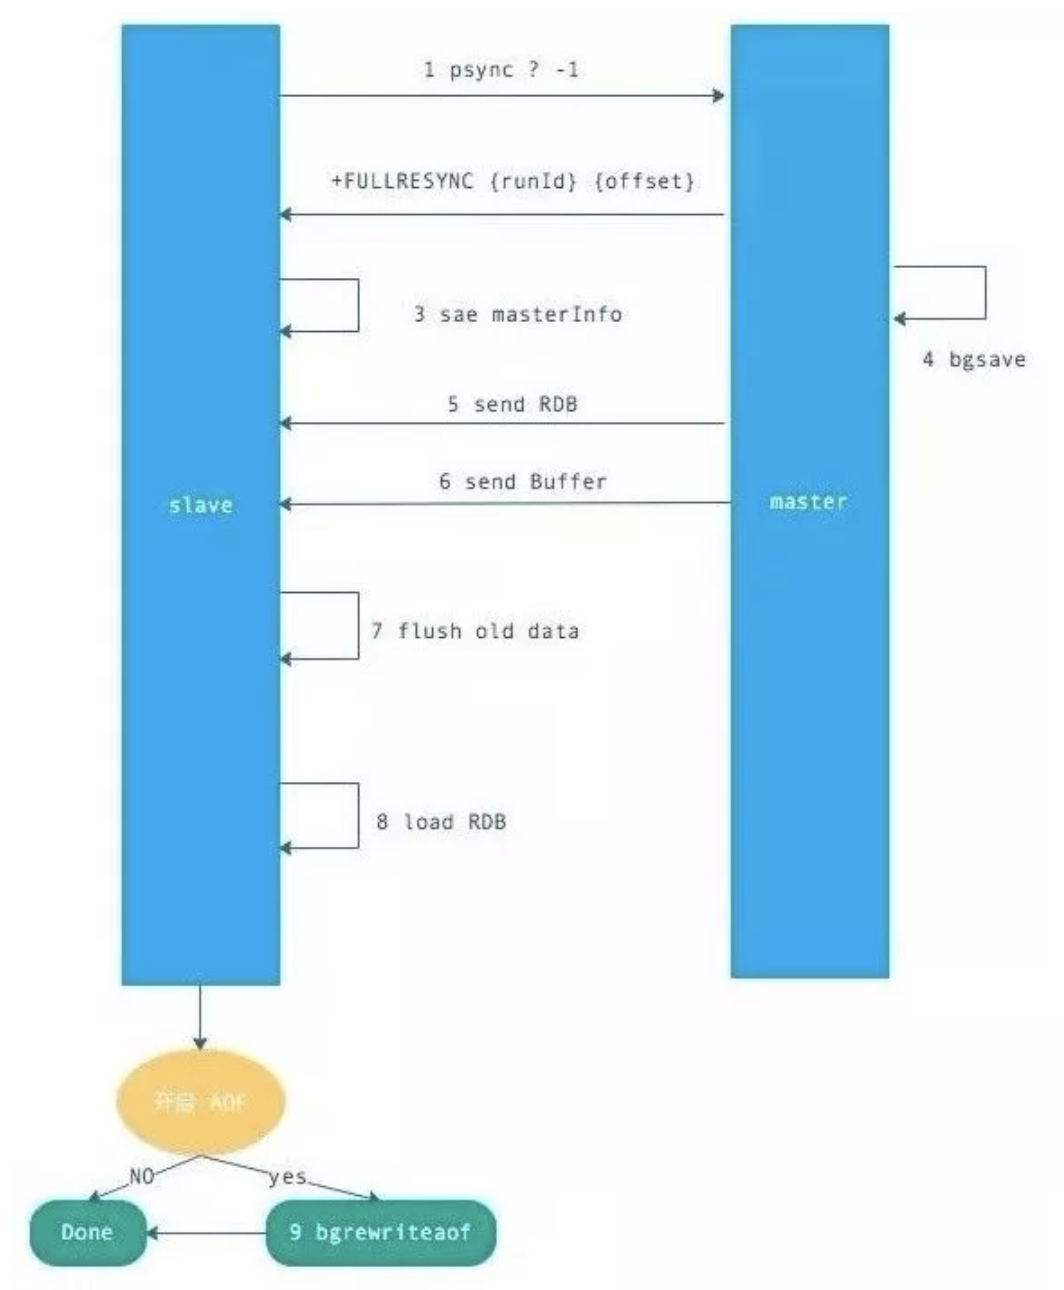 1 psync ? -1
+FULLRESYNC {runId} {offset}
3 sae masterInfo
4 bgsave
5 send RDB
6 send Buffer
slave
master
7 flush old data
8 load RDB
开启 AOF
NO
yes
Done
9 bgrewriteaof